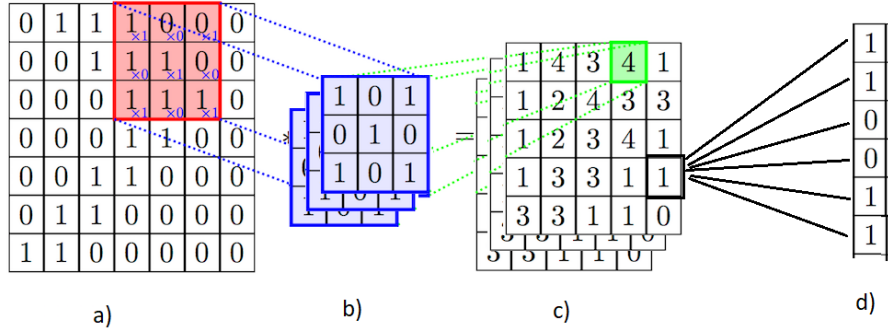 0 1 1 1×1 0×0 0×1 0
0 0 1 1×0 1×1 0×0 0
0 0 0 1×1 1×0 1×1 0
0 0 0 1 1 0 0
0 0 1 1 0 0 0
0 1 1 0 0 0 0
1 1 0 0 0 0 0
a)
*
1 0 1
0 1 0
1 0 1
b)
=
1 4 3 4 1
1 2 4 3 3
1 2 3 4 1
1 3 3 1 1
3 3 1 1 0
c)
1
1
0
0
1
1
d)